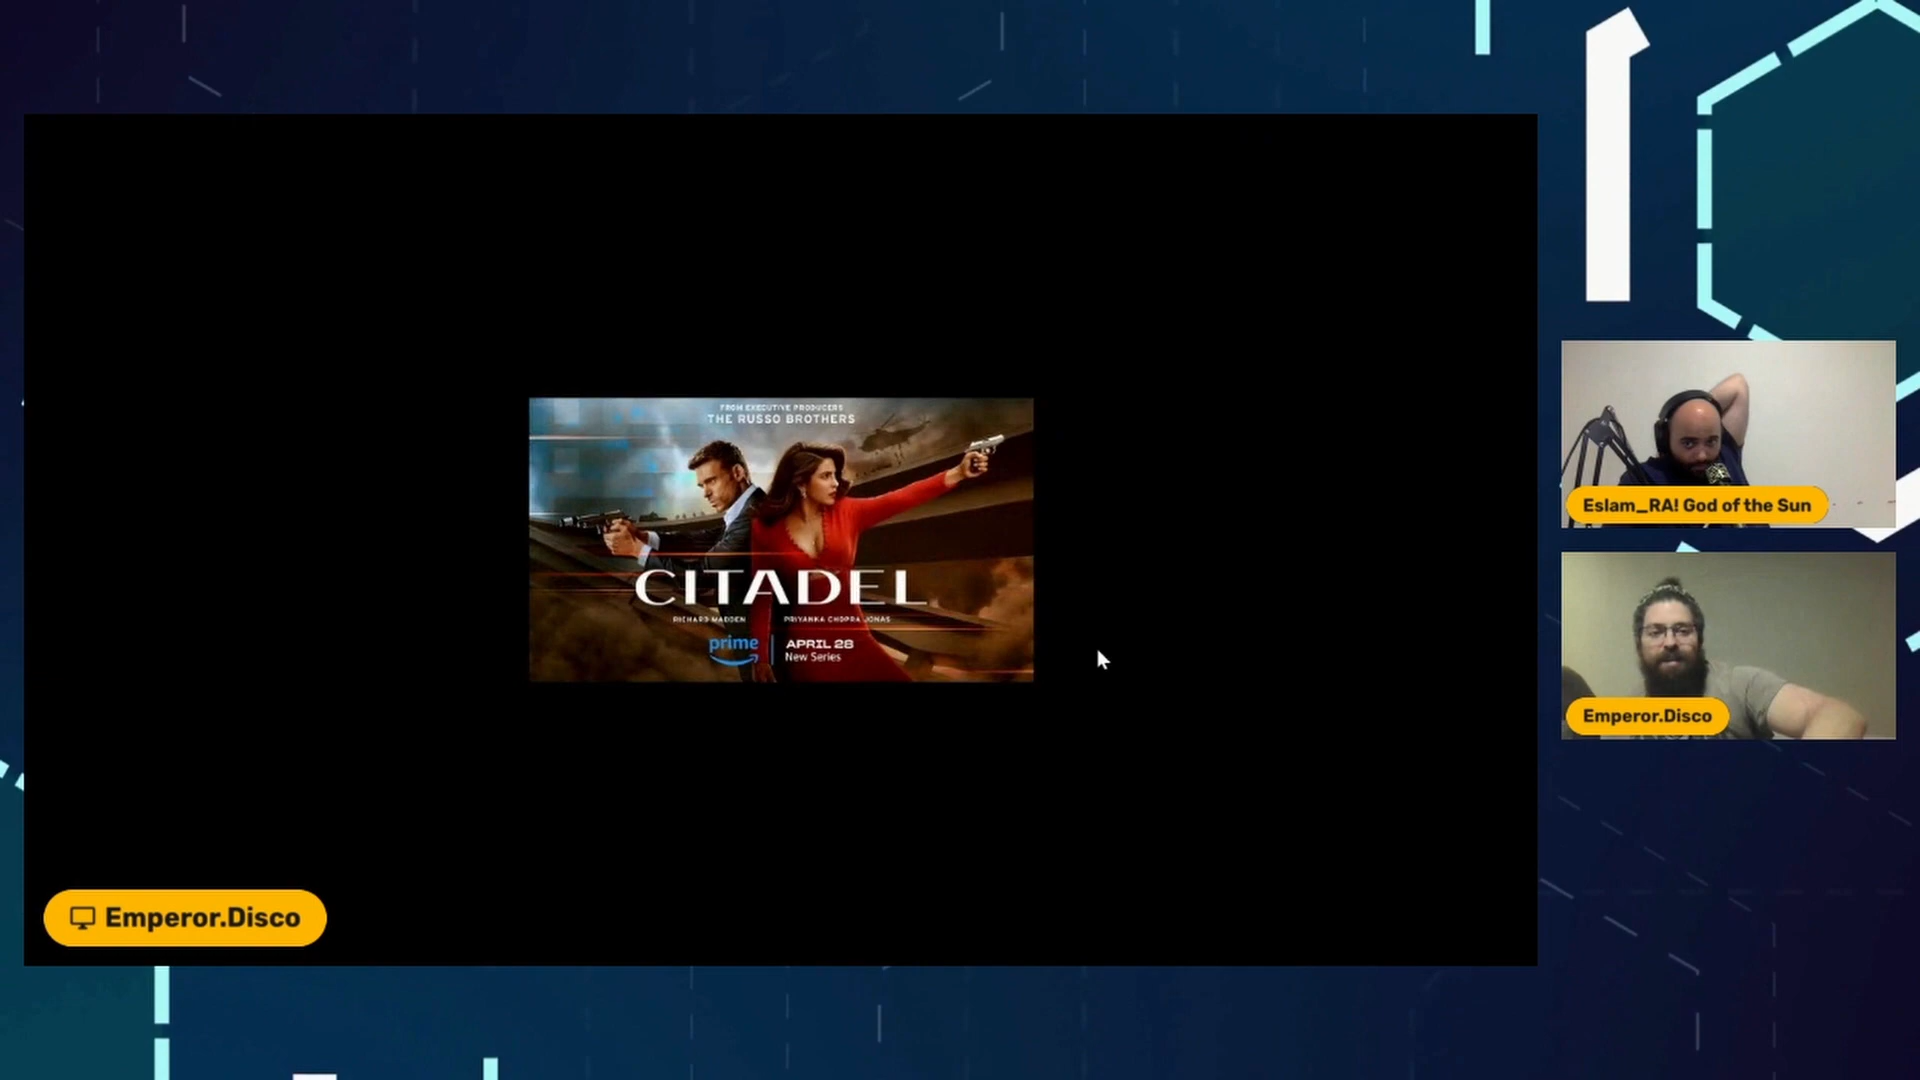 FROM EXECUTIVE PRODUCERS
THE RUSSO BROTHERS
CITADEL
RICHARD MADDEN PRIYANKA CHOPRA JONAS
prime
APRIL 28
New Series
Emperor.Disco
Eslam_RA! God of the Sun
Emperor.Disco